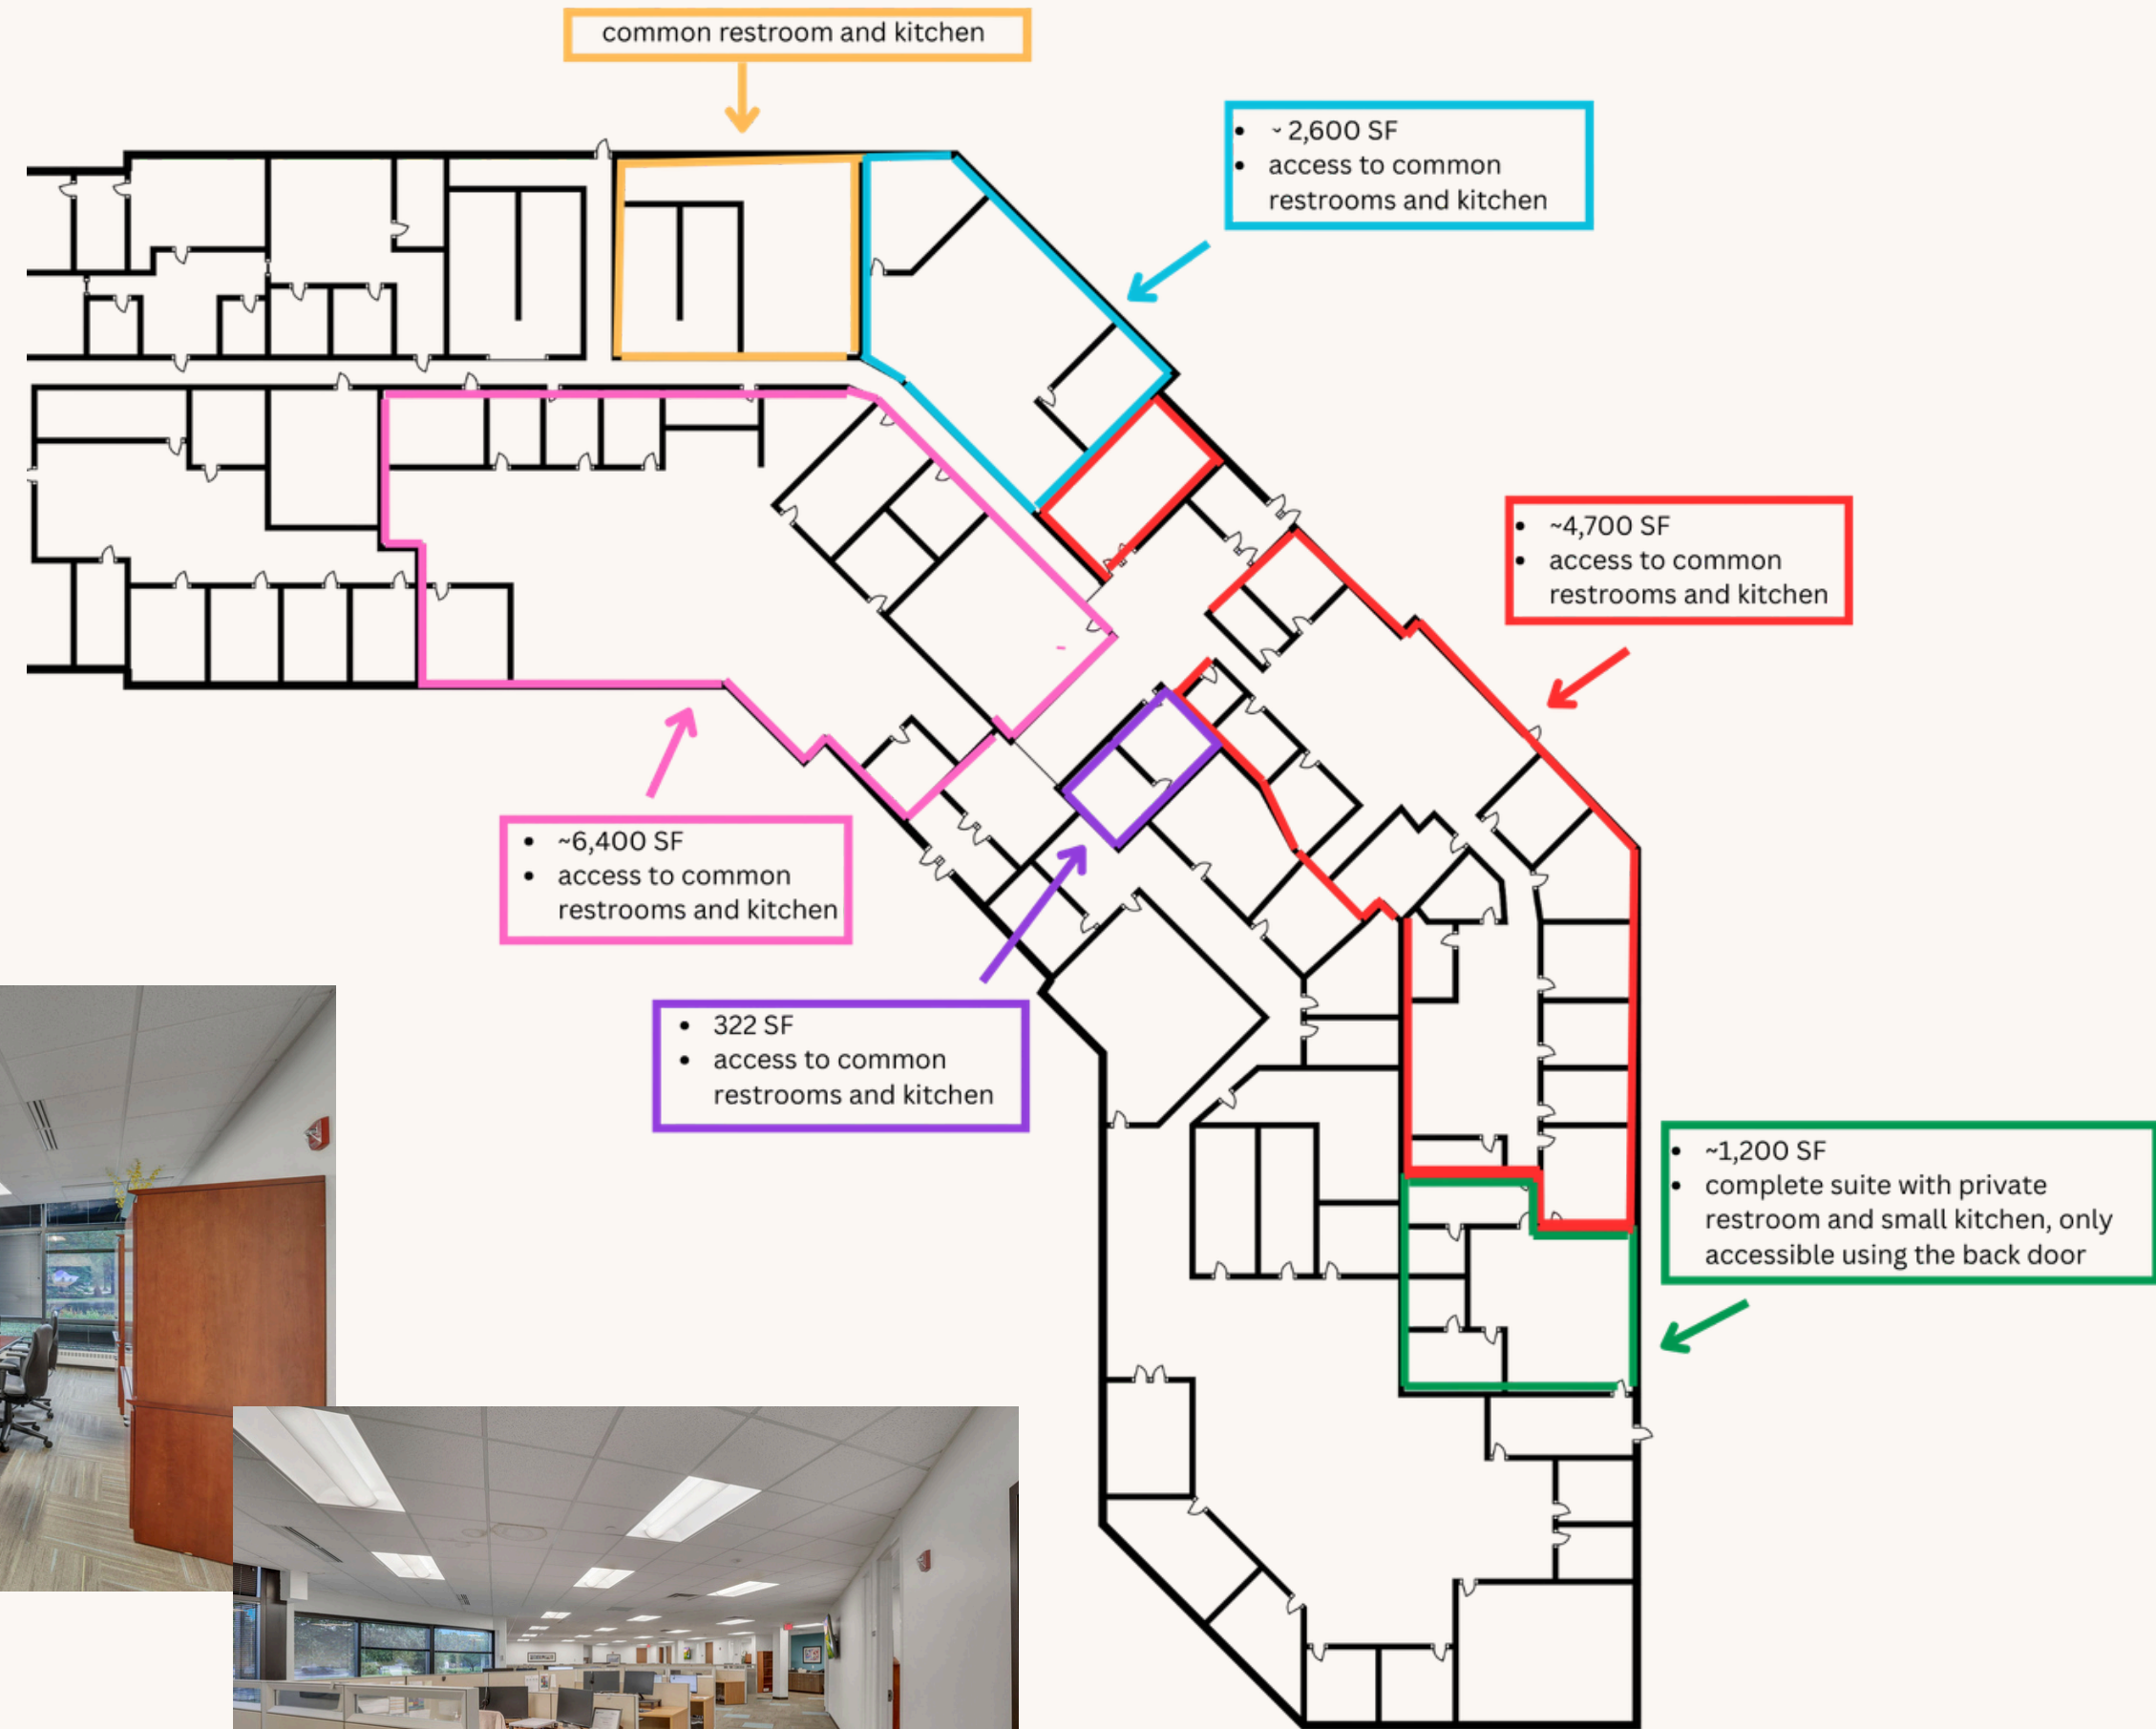 common restroom and kitchen
• ~ 2,600 SF
• access to common
restrooms and kitchen
• ~4,700 SF
• access to common
restrooms and kitchen
• ~6,400 SF
• access to common
restrooms and kitchen
• 322 SF
• access to common
restrooms and kitchen
• ~1,200 SF
• complete suite with private
restroom and small kitchen, only
accessible using the back door